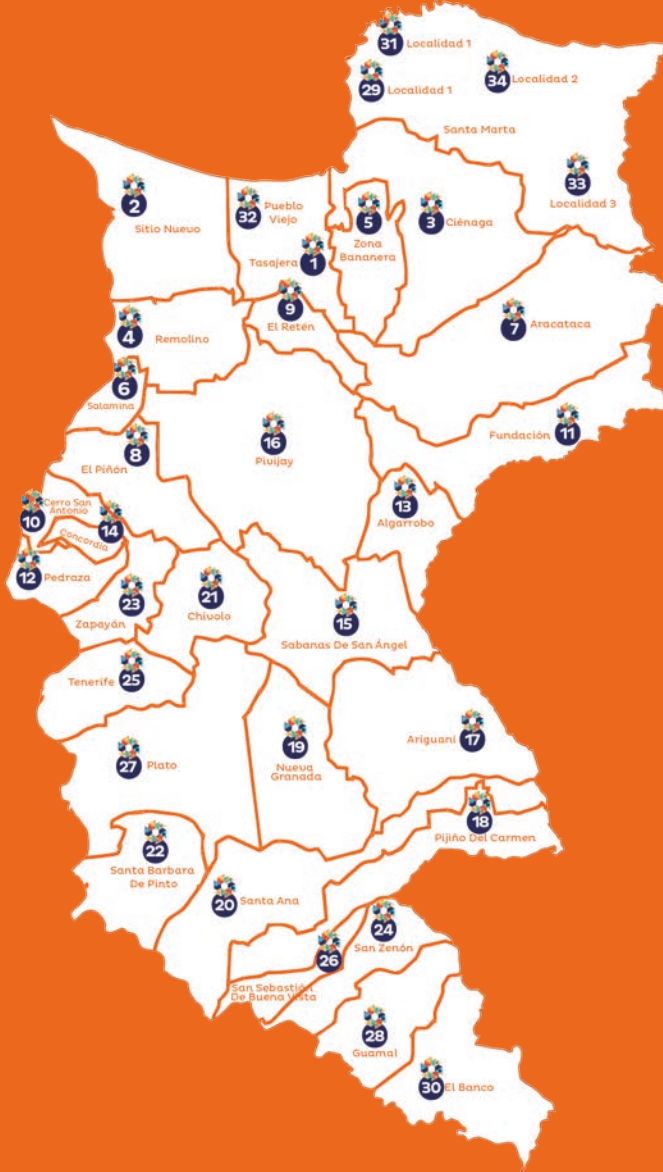 31 Localidad 1
34 Localidad 2
29 Localidad 1
Santa Marta
33
Localidad 3
2
Sitio Nuevo
32 Pueblo
Viejo
5
Zona
Bananera
3 Ciénaga
Tasajera 1
9
El Retén
7 Aracataca
4 Remolino
6
Salamina
16
Pivijay
Fundación 11
8
El Piñón
13
Algarrobo
10 Cerro San
Antonio
14
Concordia
12 Pedraza
23
Zapayán
21
Chivolo
15
Sabanas De San Ángel
Tenerife 25
19
Nueva
Granada
Ariguaní 17
27 Plato
18
Pijiño Del Carmen
22
Santa Barbara
De Pinto
20 Santa Ana
24
San Zenón
26
San Sebastián
De Buena Vista
28
Guamal
30 El Banco